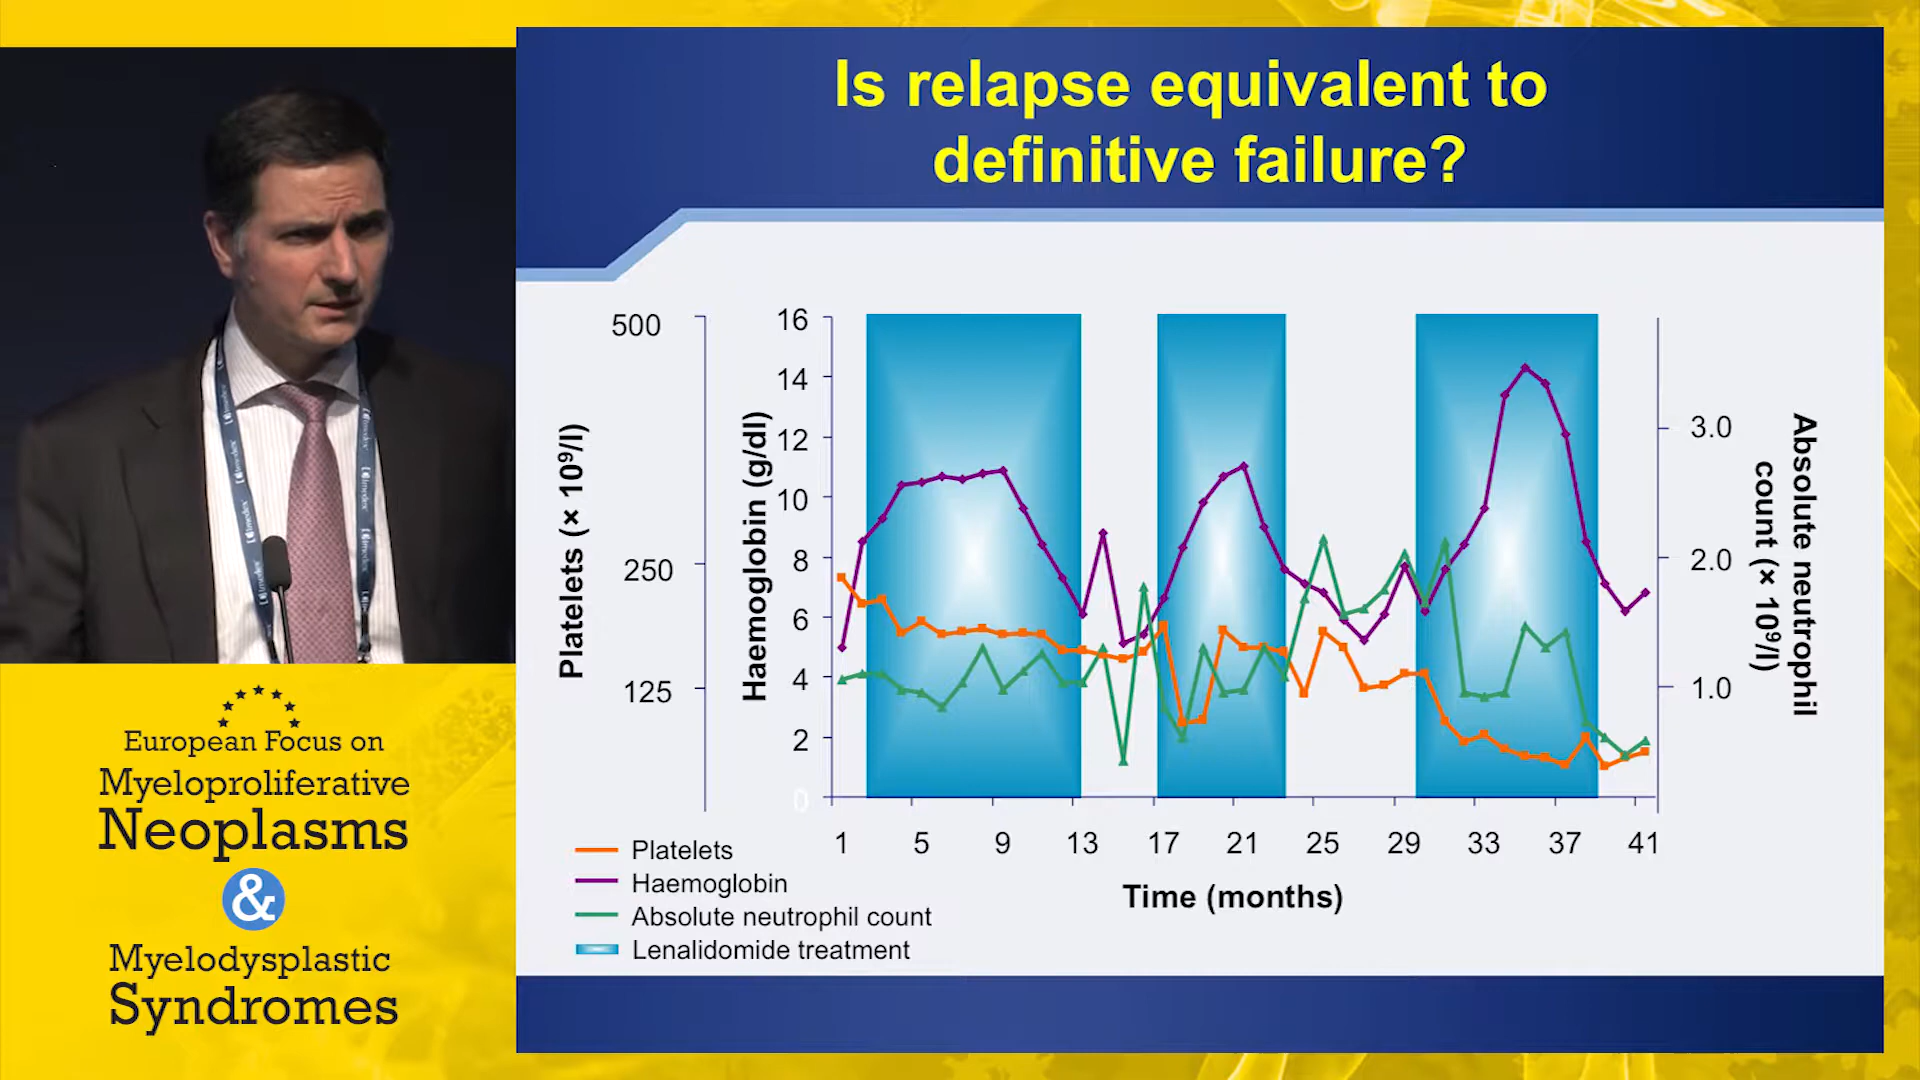 Is relapse equivalent to
definitive failure?
Platelets (× 10⁹/l)
500
250
125
Haemoglobin (g/dl)
16
14
12
10
8
6
4
2
0
3.0
2.0
1.0
Absolute neutrophil
count (× 10⁹/l)
1 5 9 13 17 21 25 29 33 37 41
Time (months)
Platelets
Haemoglobin
Absolute neutrophil count
Lenalidomide treatment
European Focus on
Myeloproliferative
Neoplasms
&
Myelodysplastic
Syndromes
Imedex